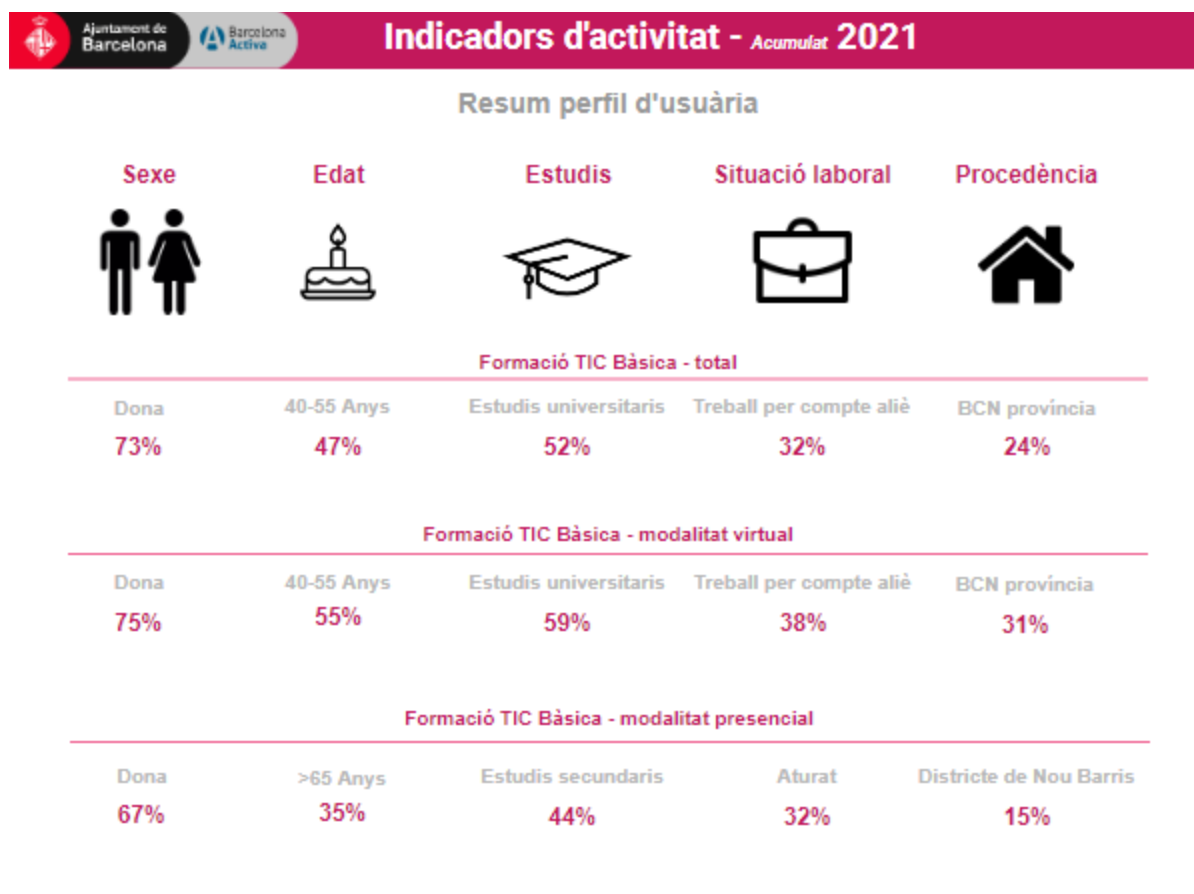 Ajuntament de
Barcelona
Barcelona
Activa
Indicadors d'activitat - Acumulat 2021
Resum perfil d'usuària
Sexe Edat Estudis Situació laboral Procedència
Formació TIC Bàsica - total
Dona 40-55 Anys Estudis universitaris Treball per compte aliè BCN província
73% 47% 52% 32% 24%
Formació TIC Bàsica - modalitat virtual
Dona 40-55 Anys Estudis universitaris Treball per compte aliè BCN província
75% 55% 59% 38% 31%
Formació TIC Bàsica - modalitat presencial
Dona >65 Anys Estudis secundaris Aturat Districte de Nou Barris
67% 35% 44% 32% 15%